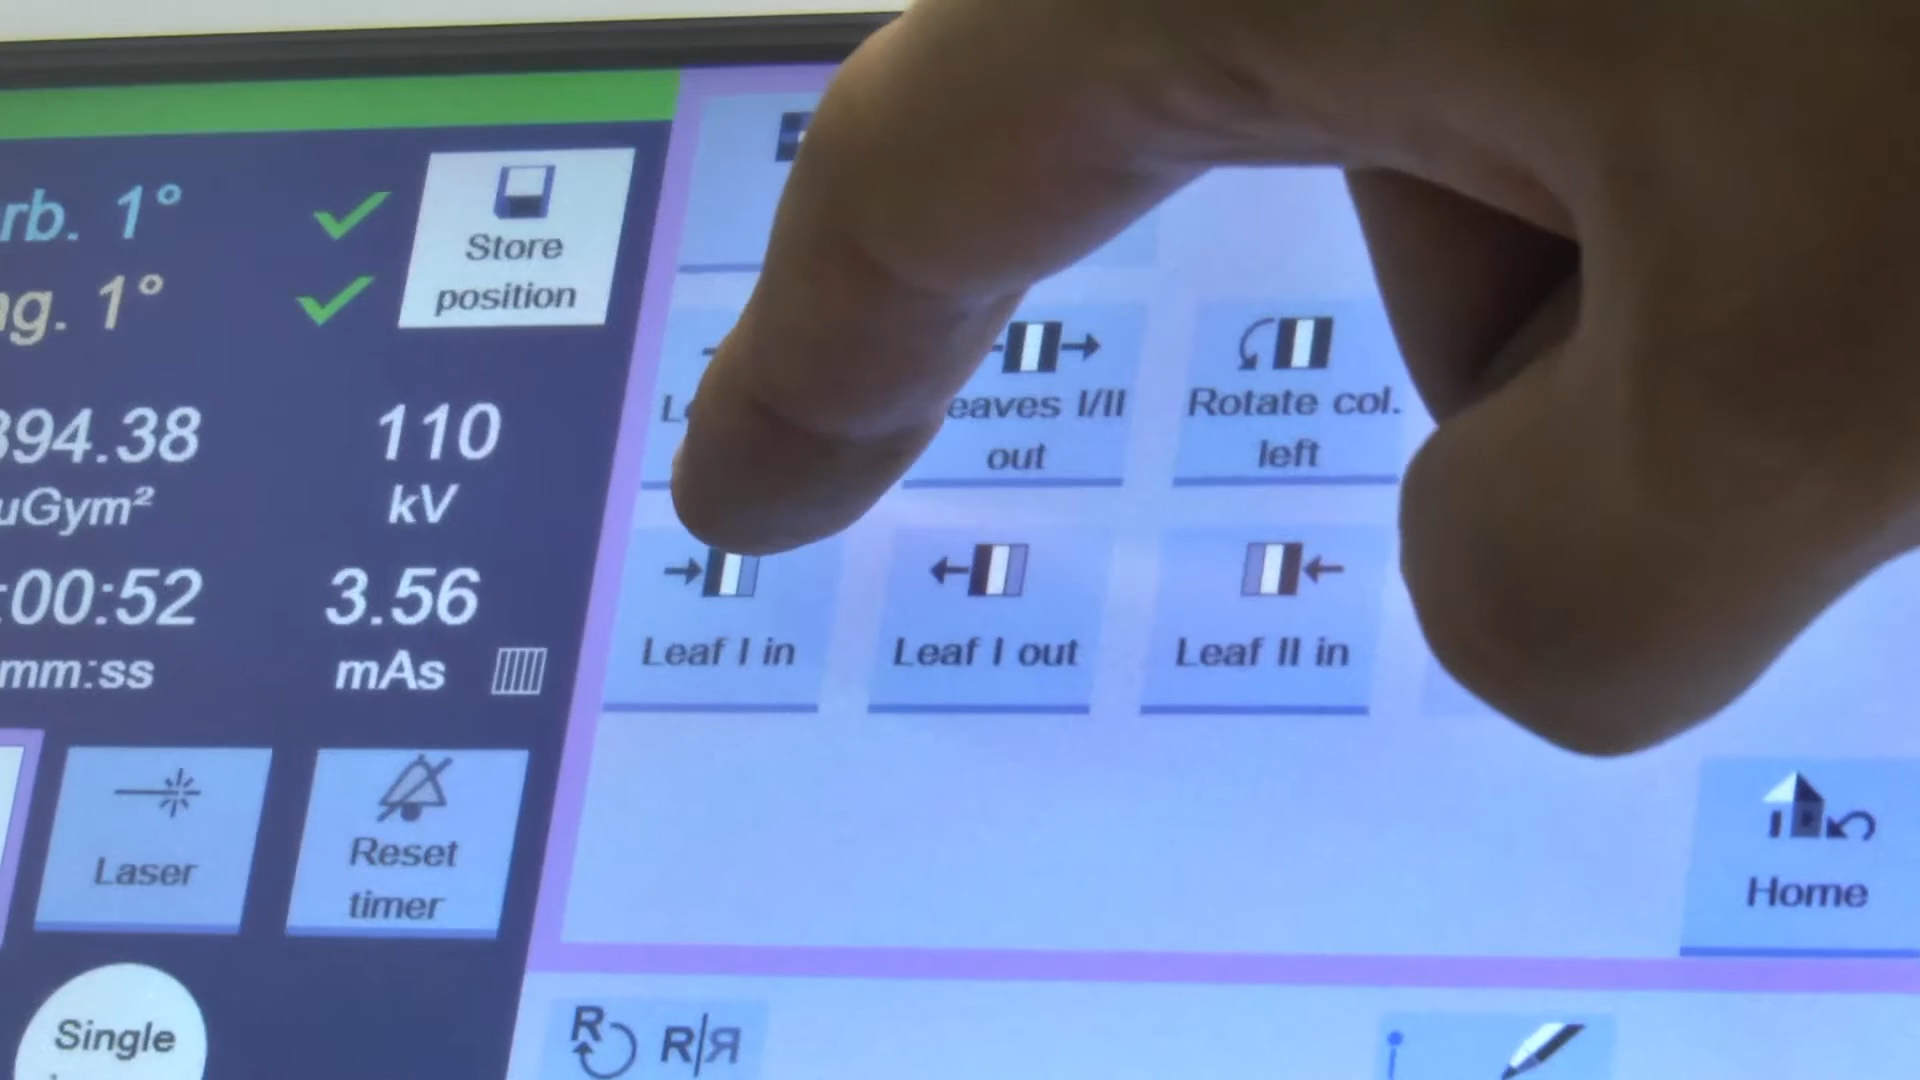 rb. 1°
Store
position
g. 1°
394.38
110
uGym²
kV
:00:52
3.56
mm:ss
mAs
eaves I/II
out
Rotate col.
left
Leaf I in
Leaf I out
Leaf II in
Laser
Reset
timer
Home
Single
R R|Я